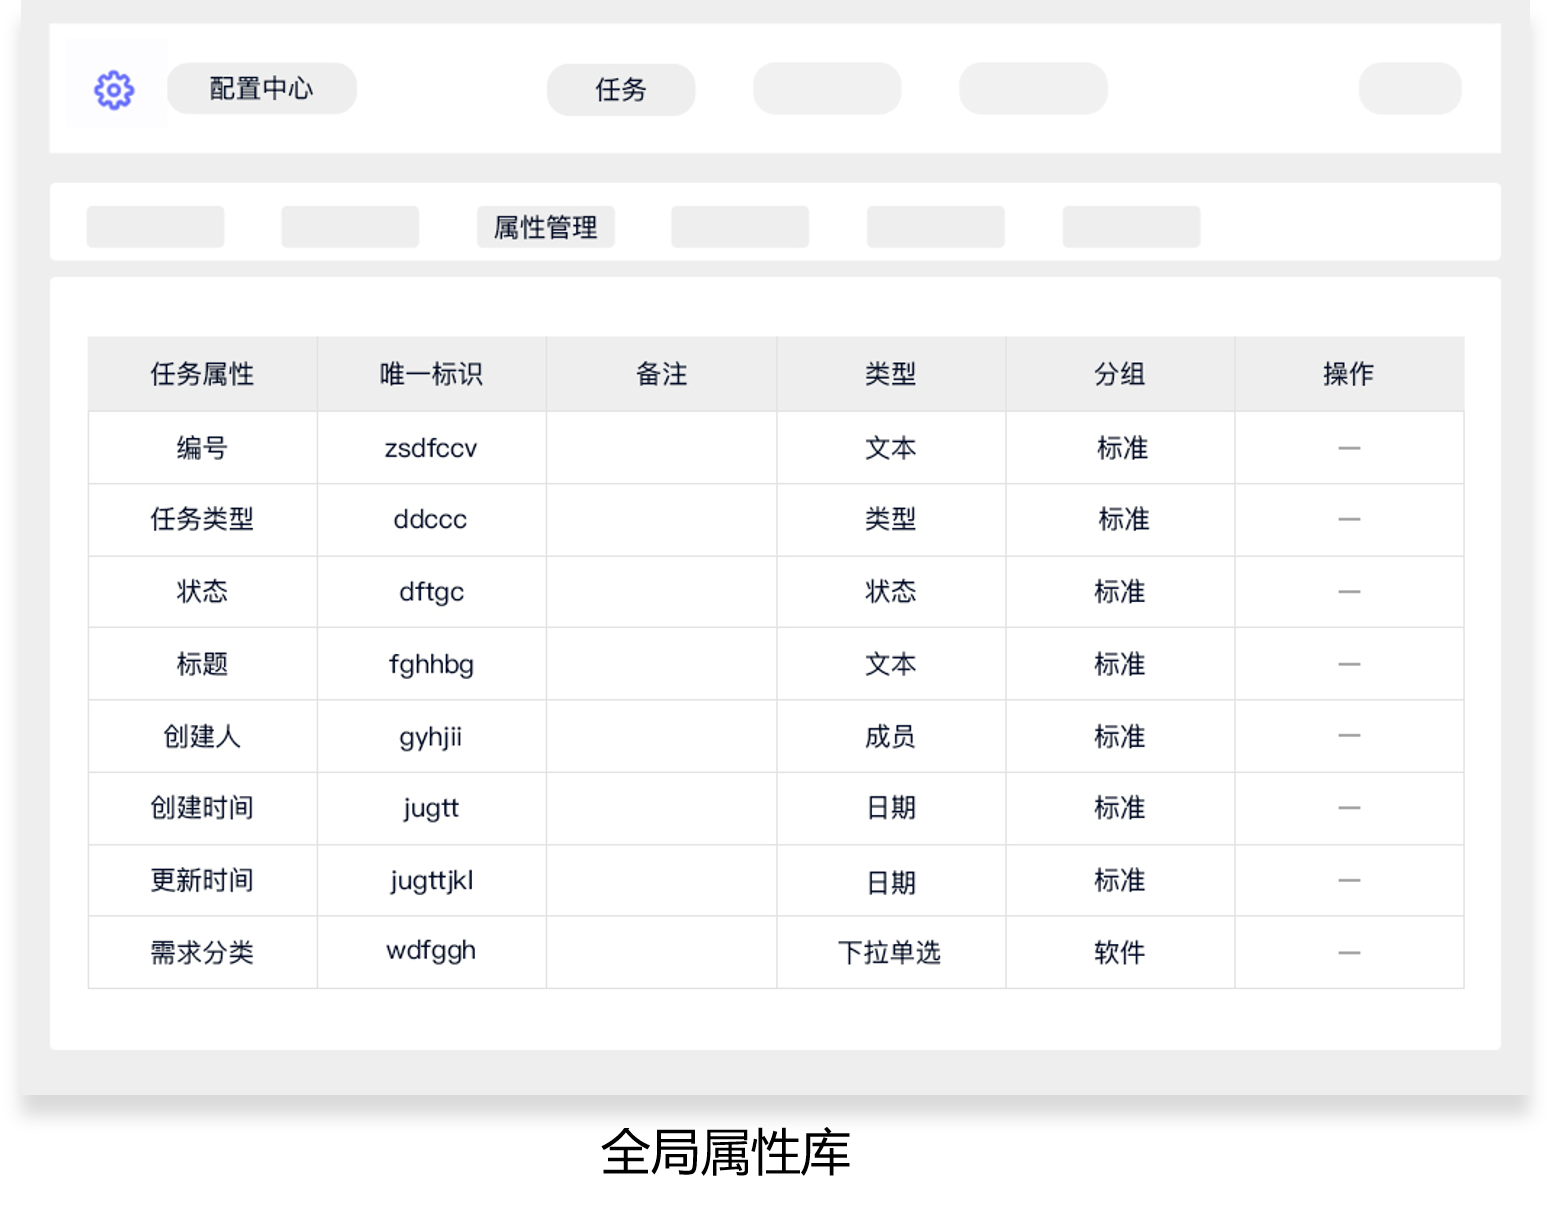 配置中心 任务
属性管理
任务属性 唯一标识 备注 类型 分组 操作
编号 zsdfccv 文本 标准 —
任务类型 ddccc 类型 标准 —
状态 dftgc 状态 标准 —
标题 fghhbg 文本 标准 —
创建人 gyhjii 成员 标准 —
创建时间 jugtt 日期 标准 —
更新时间 jugttjkl 日期 标准 —
需求分类 wdfggh 下拉单选 软件 —
全局属性库